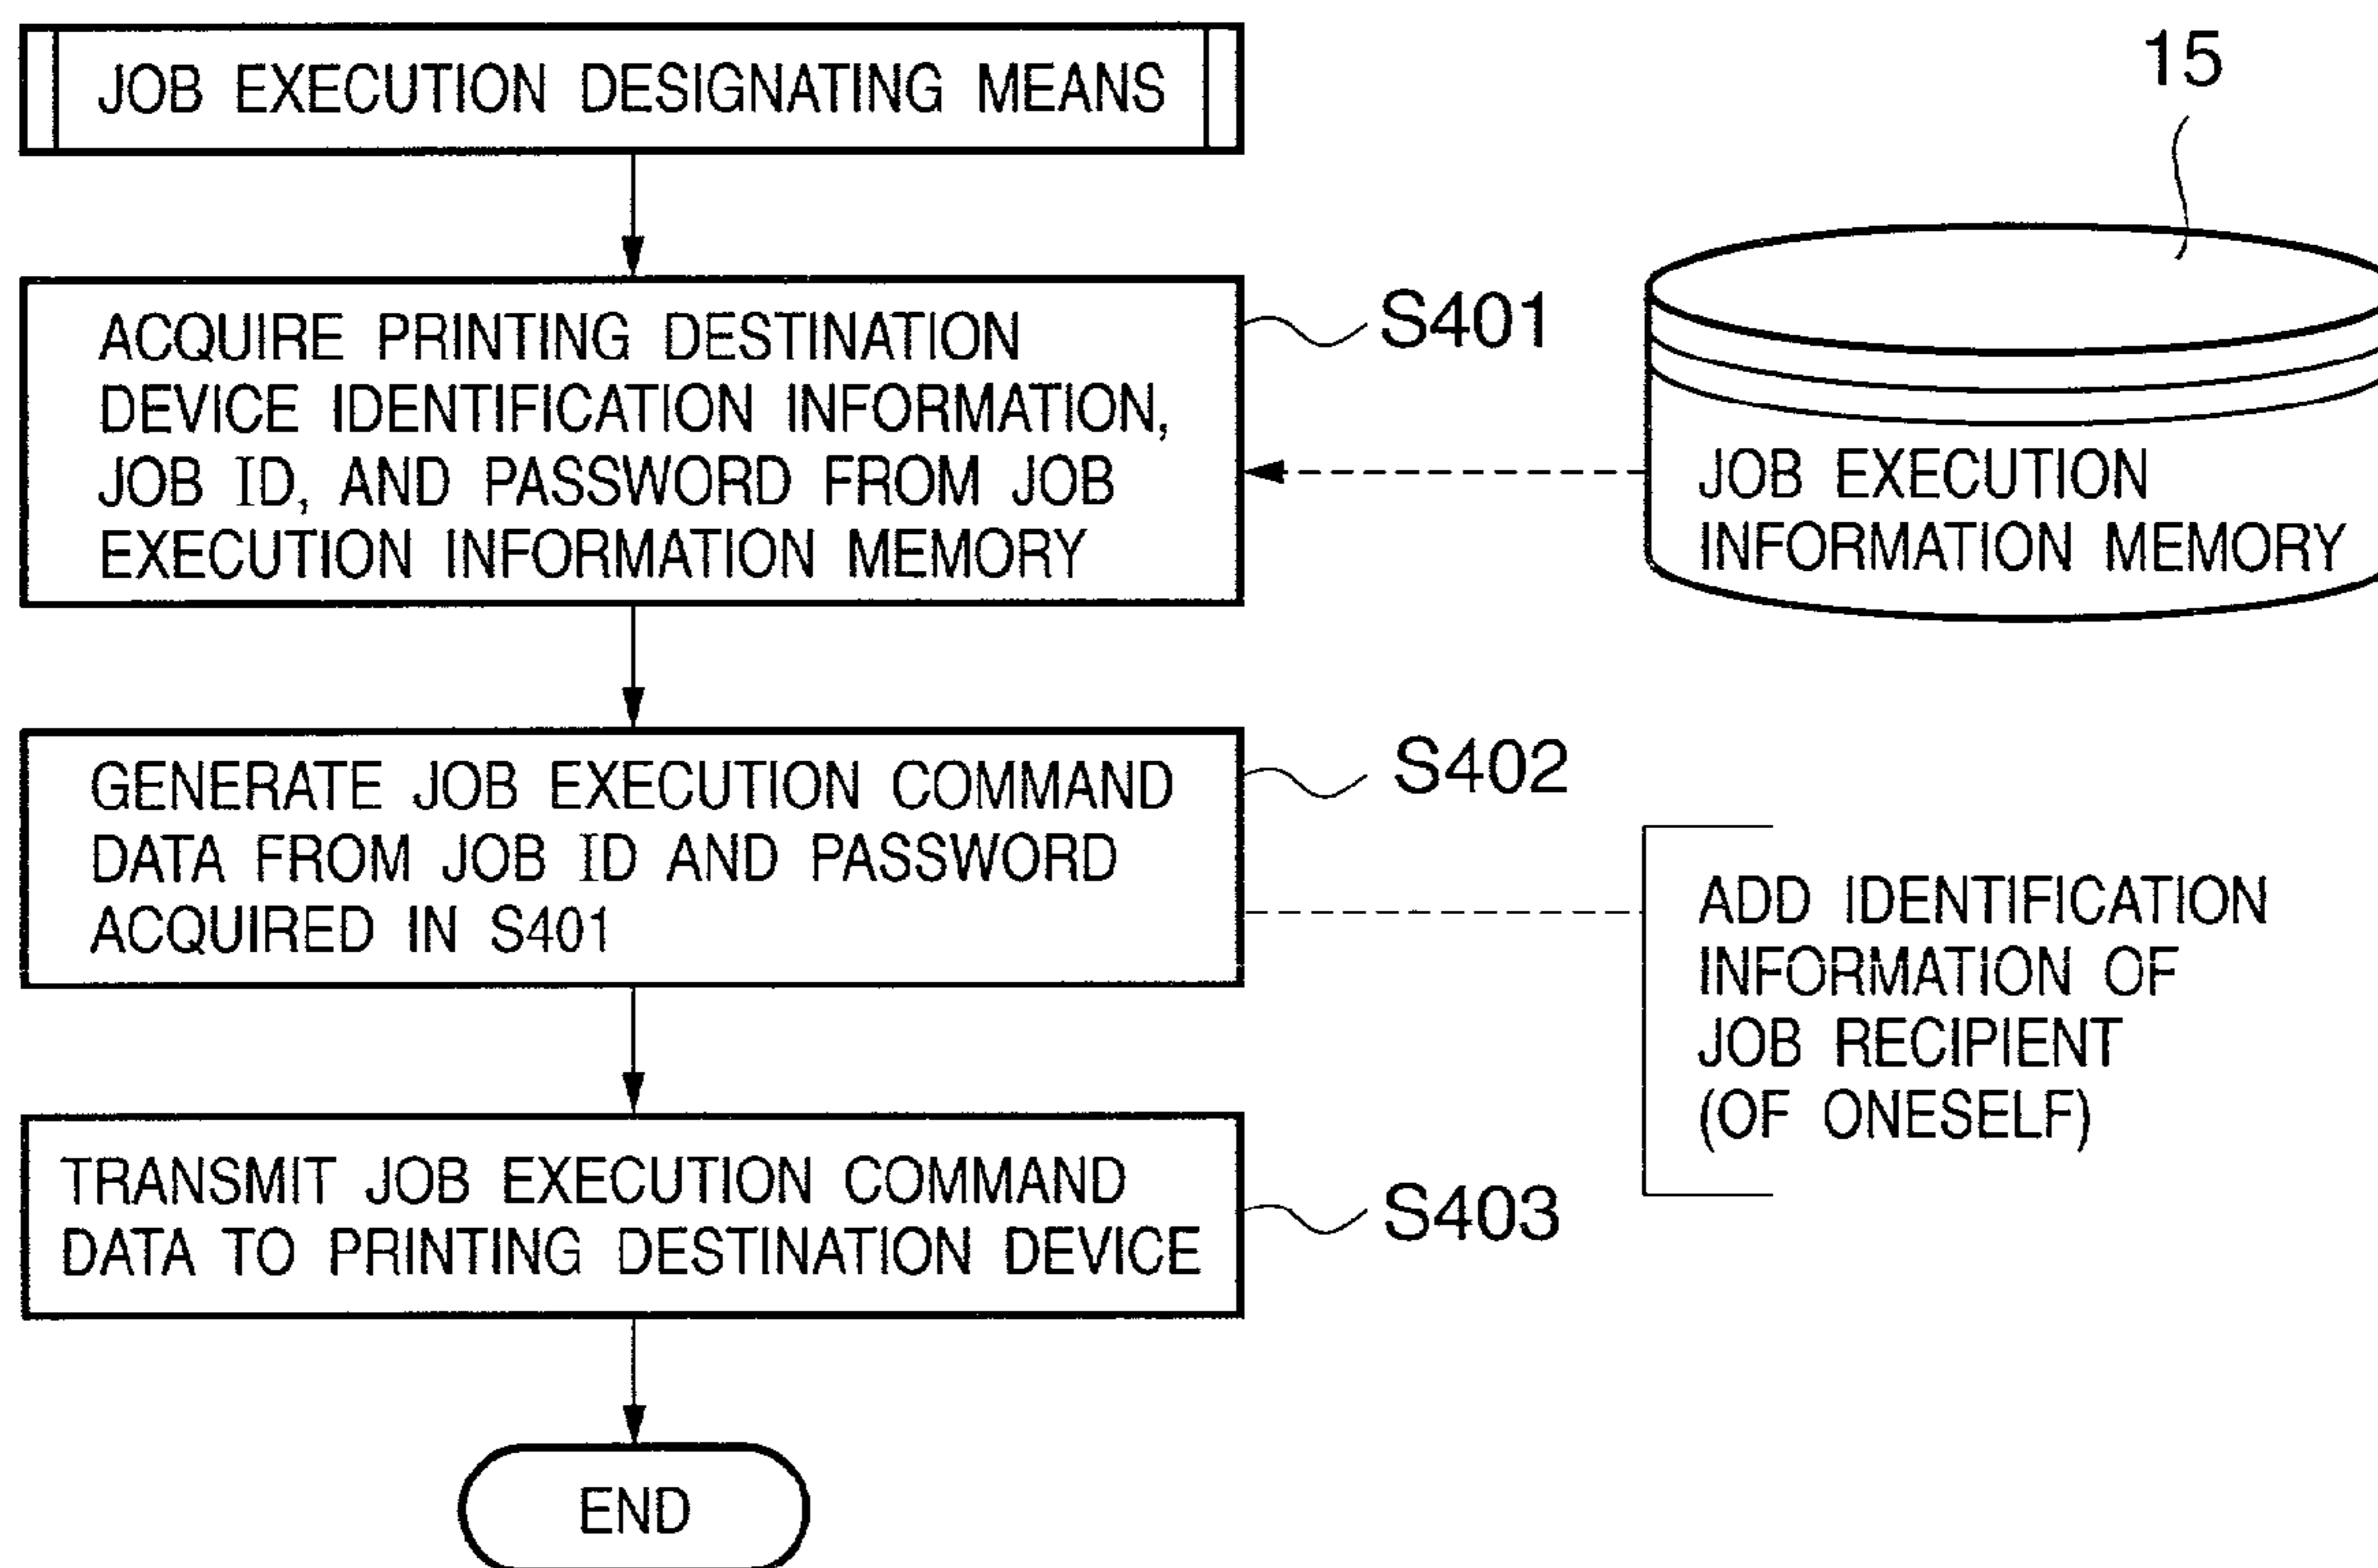 JOB EXECUTION DESIGNATING MEANS
15
ACQUIRE PRINTING DESTINATION
DEVICE IDENTIFICATION INFORMATION,
JOB ID, AND PASSWORD FROM JOB
EXECUTION INFORMATION MEMORY
S401
JOB EXECUTION
INFORMATION MEMORY
GENERATE JOB EXECUTION COMMAND
DATA FROM JOB ID AND PASSWORD
ACQUIRED IN S401
S402
ADD IDENTIFICATION
INFORMATION OF
JOB RECIPIENT
(OF ONESELF)
TRANSMIT JOB EXECUTION COMMAND
DATA TO PRINTING DESTINATION DEVICE
S403
END